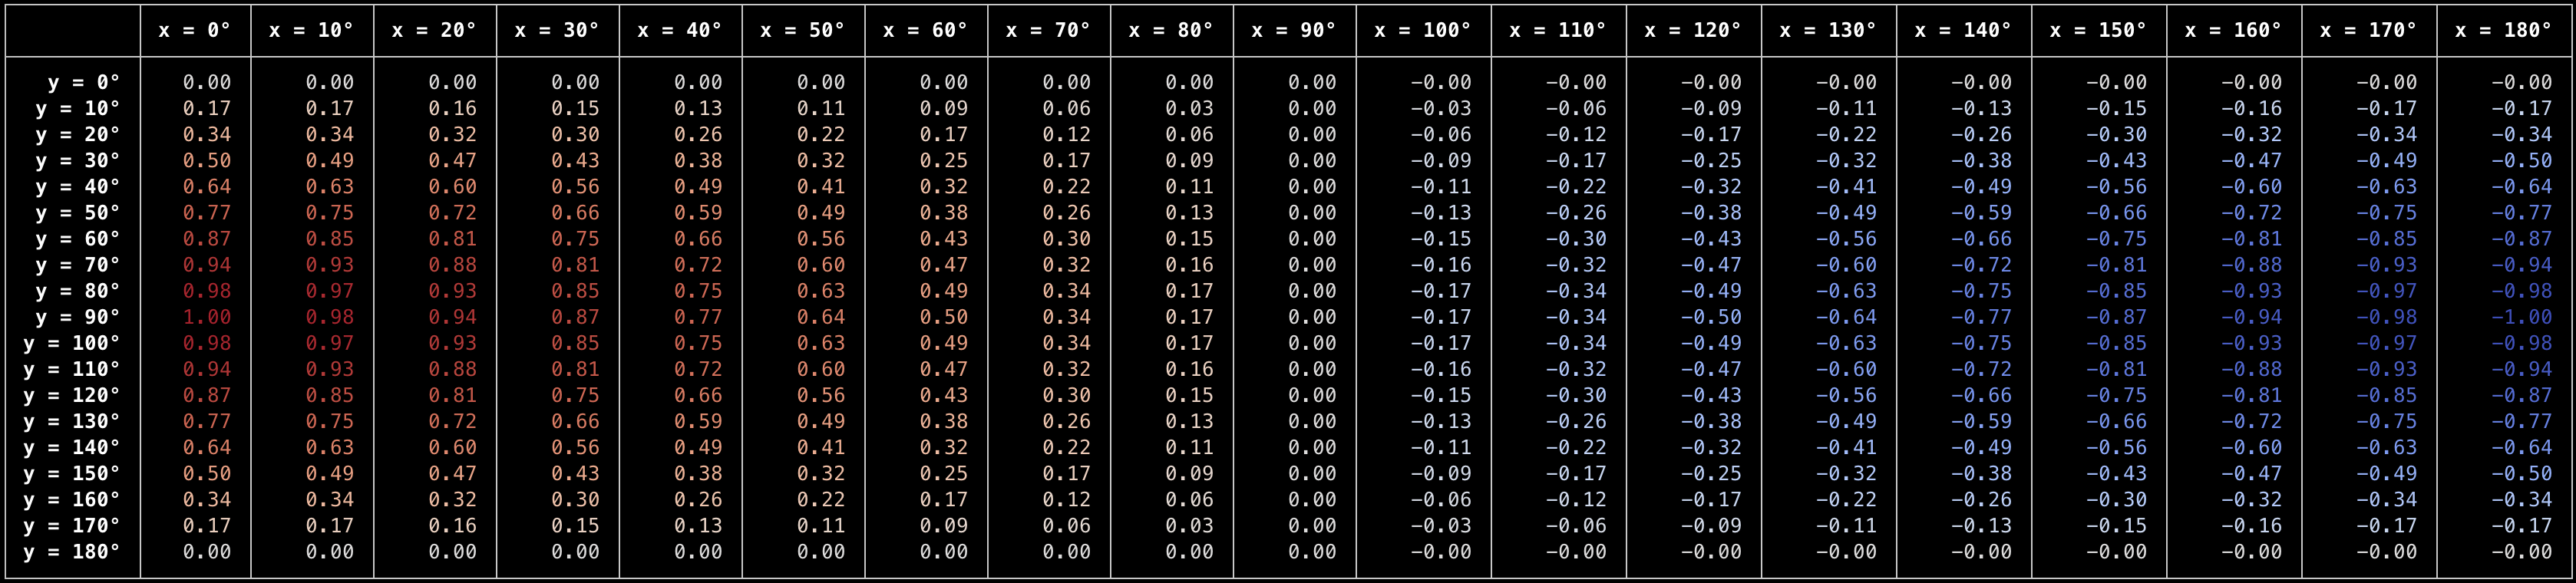 x = 0° x = 10° x = 20° x = 30° x = 40° x = 50° x = 60° x = 70° x = 80° x = 90° x = 100° x = 110° x = 120° x = 130° x = 140° x = 150° x = 160° x = 170° x = 180°
y = 0° 0.00 0.00 0.00 0.00 0.00 0.00 0.00 0.00 0.00 0.00 −0.00 −0.00 −0.00 −0.00 −0.00 −0.00 −0.00 −0.00 −0.00
y = 10° 0.17 0.17 0.16 0.15 0.13 0.11 0.09 0.06 0.03 0.00 −0.03 −0.06 −0.09 −0.11 −0.13 −0.15 −0.16 −0.17 −0.17
y = 20° 0.34 0.34 0.32 0.30 0.26 0.22 0.17 0.12 0.06 0.00 −0.06 −0.12 −0.17 −0.22 −0.26 −0.30 −0.32 −0.34 −0.34
y = 30° 0.50 0.49 0.47 0.43 0.38 0.32 0.25 0.17 0.09 0.00 −0.09 −0.17 −0.25 −0.32 −0.38 −0.43 −0.47 −0.49 −0.50
y = 40° 0.64 0.63 0.60 0.56 0.49 0.41 0.32 0.22 0.11 0.00 −0.11 −0.22 −0.32 −0.41 −0.49 −0.56 −0.60 −0.63 −0.64
y = 50° 0.77 0.75 0.72 0.66 0.59 0.49 0.38 0.26 0.13 0.00 −0.13 −0.26 −0.38 −0.49 −0.59 −0.66 −0.72 −0.75 −0.77
y = 60° 0.87 0.85 0.81 0.75 0.66 0.56 0.43 0.30 0.15 0.00 −0.15 −0.30 −0.43 −0.56 −0.66 −0.75 −0.81 −0.85 −0.87
y = 70° 0.94 0.93 0.88 0.81 0.72 0.60 0.47 0.32 0.16 0.00 −0.16 −0.32 −0.47 −0.60 −0.72 −0.81 −0.88 −0.93 −0.94
y = 80° 0.98 0.97 0.93 0.85 0.75 0.63 0.49 0.34 0.17 0.00 −0.17 −0.34 −0.49 −0.63 −0.75 −0.85 −0.93 −0.97 −0.98
y = 90° 1.00 0.98 0.94 0.87 0.77 0.64 0.50 0.34 0.17 0.00 −0.17 −0.34 −0.50 −0.64 −0.77 −0.87 −0.94 −0.98 −1.00
y = 100° 0.98 0.97 0.93 0.85 0.75 0.63 0.49 0.34 0.17 0.00 −0.17 −0.34 −0.49 −0.63 −0.75 −0.85 −0.93 −0.97 −0.98
y = 110° 0.94 0.93 0.88 0.81 0.72 0.60 0.47 0.32 0.16 0.00 −0.16 −0.32 −0.47 −0.60 −0.72 −0.81 −0.88 −0.93 −0.94
y = 120° 0.87 0.85 0.81 0.75 0.66 0.56 0.43 0.30 0.15 0.00 −0.15 −0.30 −0.43 −0.56 −0.66 −0.75 −0.81 −0.85 −0.87
y = 130° 0.77 0.75 0.72 0.66 0.59 0.49 0.38 0.26 0.13 0.00 −0.13 −0.26 −0.38 −0.49 −0.59 −0.66 −0.72 −0.75 −0.77
y = 140° 0.64 0.63 0.60 0.56 0.49 0.41 0.32 0.22 0.11 0.00 −0.11 −0.22 −0.32 −0.41 −0.49 −0.56 −0.60 −0.63 −0.64
y = 150° 0.50 0.49 0.47 0.43 0.38 0.32 0.25 0.17 0.09 0.00 −0.09 −0.17 −0.25 −0.32 −0.38 −0.43 −0.47 −0.49 −0.50
y = 160° 0.34 0.34 0.32 0.30 0.26 0.22 0.17 0.12 0.06 0.00 −0.06 −0.12 −0.17 −0.22 −0.26 −0.30 −0.32 −0.34 −0.34
y = 170° 0.17 0.17 0.16 0.15 0.13 0.11 0.09 0.06 0.03 0.00 −0.03 −0.06 −0.09 −0.11 −0.13 −0.15 −0.16 −0.17 −0.17
y = 180° 0.00 0.00 0.00 0.00 0.00 0.00 0.00 0.00 0.00 0.00 −0.00 −0.00 −0.00 −0.00 −0.00 −0.00 −0.00 −0.00 −0.00